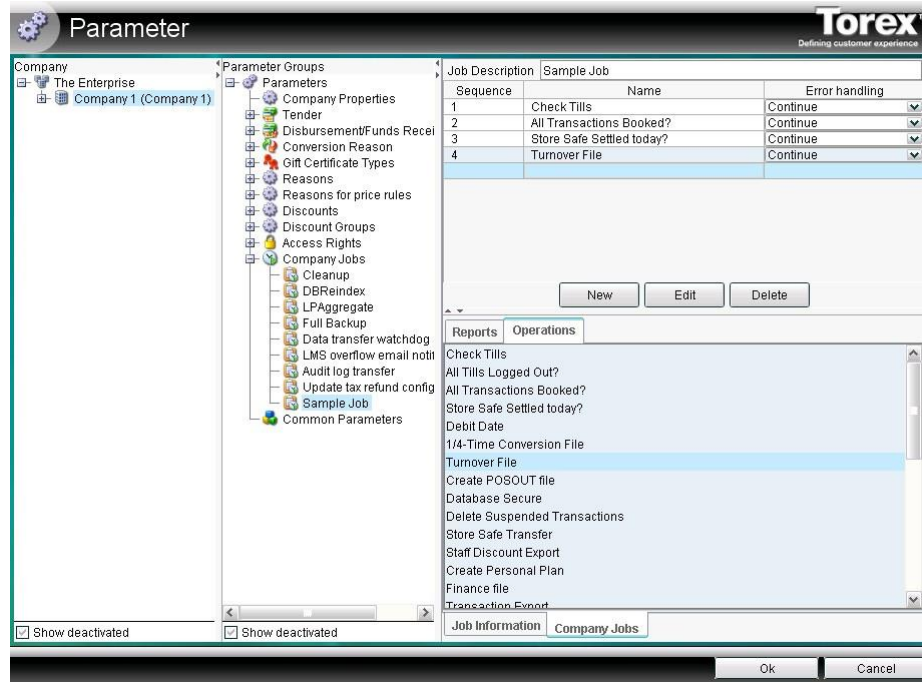 Parameter
Torex
Defining customer experience
Company
The Enterprise
Company 1 (Company 1)
Show deactivated
Parameter Groups
Parameters
Company Properties
Tender
Disbursement/Funds Recei
Conversion Reason
Gift Certificate Types
Reasons
Reasons for price rules
Discounts
Discount Groups
Access Rights
Company Jobs
Cleanup
DBReindex
LPAggregate
Full Backup
Data transfer watchdog
LMS overflow email notif
Audit log transfer
Update tax refund config
Sample Job
Common Parameters
Show deactivated
Job Description Sample Job
Sequence Name Error handling
1 Check Tills Continue
2 All Transactions Booked? Continue
3 Store Safe Settled today? Continue
4 Turnover File Continue
New Edit Delete
Reports Operations
Check Tills
All Tills Logged Out?
All Transactions Booked?
Store Safe Settled today?
Debit Date
1/4-Time Conversion File
Turnover File
Create POSOUT file
Database Secure
Delete Suspended Transactions
Store Safe Transfer
Staff Discount Export
Create Personal Plan
Finance file
Transaction Export
Job Information Company Jobs
Ok Cancel